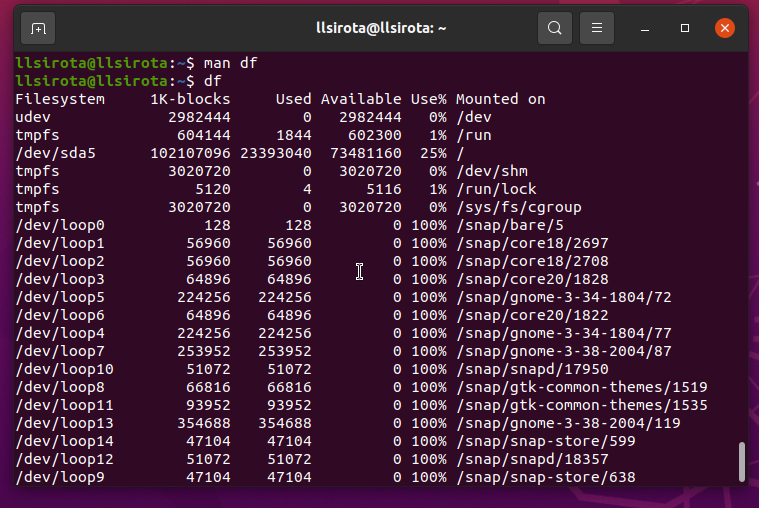 llsirota@llsirota: ~
llsirota@llsirota:~$ man df
llsirota@llsirota:~$ df
Filesystem     1K-blocks     Used Available Use% Mounted on
udev             2982444        0   2982444   0% /dev
tmpfs             604144     1844    602300   1% /run
/dev/sda5      102107096 23393040  73481160  25% /
tmpfs            3020720        0   3020720   0% /dev/shm
tmpfs               5120        4      5116   1% /run/lock
tmpfs            3020720        0   3020720   0% /sys/fs/cgroup
/dev/loop0           128      128         0 100% /snap/bare/5
/dev/loop1         56960    56960         0 100% /snap/core18/2697
/dev/loop2         56960    56960         0 100% /snap/core18/2708
/dev/loop3         64896    64896         0 100% /snap/core20/1828
/dev/loop5        224256   224256         0 100% /snap/gnome-3-34-1804/72
/dev/loop6         64896    64896         0 100% /snap/core20/1822
/dev/loop4        224256   224256         0 100% /snap/gnome-3-34-1804/77
/dev/loop7        253952   253952         0 100% /snap/gnome-3-38-2004/87
/dev/loop10        51072    51072         0 100% /snap/snapd/17950
/dev/loop8         66816    66816         0 100% /snap/gtk-common-themes/1519
/dev/loop11        93952    93952         0 100% /snap/gtk-common-themes/1535
/dev/loop13       354688   354688         0 100% /snap/gnome-3-38-2004/119
/dev/loop14        47104    47104         0 100% /snap/snap-store/599
/dev/loop12        51072    51072         0 100% /snap/snapd/18357
/dev/loop9         47104    47104         0 100% /snap/snap-store/638